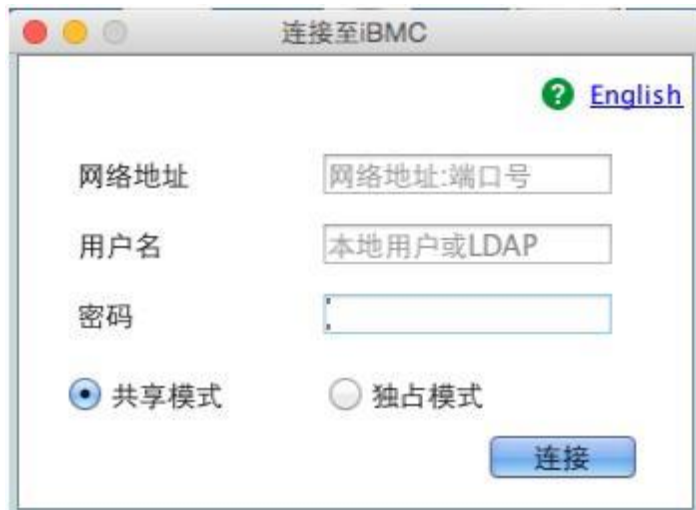 连接至iBMC
? English
网络地址 网络地址:端口号
用户名 本地用户或LDAP
密码
共享模式 独占模式
连接